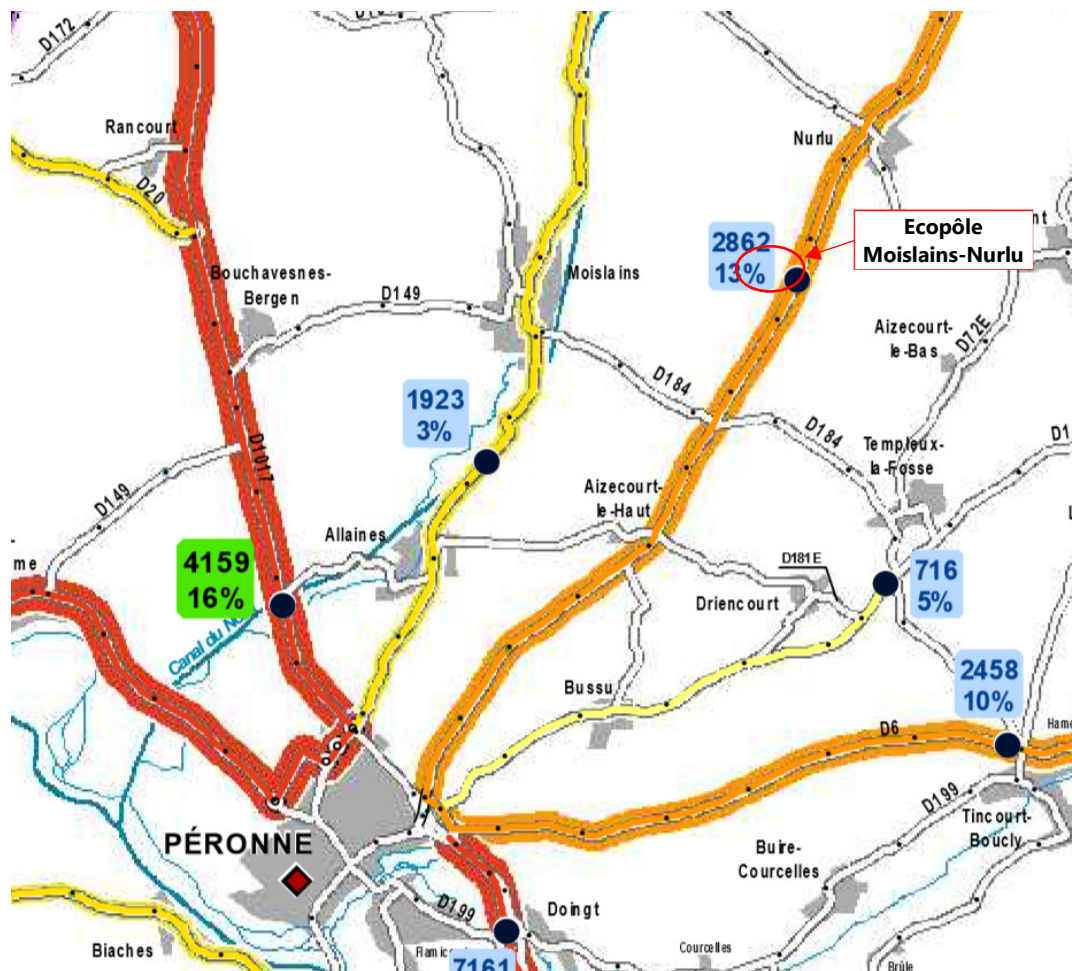 D172
Rancourt
D20
Nurlu
Ecopôle
Moislains-Nurlu
2862
13%
Bouchavesnes-
Bergen
D149
Moislains
Aizecourt-
le-Bas
D72E
D184
1923
3%
D1017
D184
Templeux-
la-Fosse
D149
Aizecourt-
le-Haut
Allaines
D181E
4159
16%
716
5%
Driencourt
Canal du
Bussu
2458
10%
D6
D199
Tincourt-
Boucly
PÉRONNE
Buire-
Courcelles
D199
Doingt
Biaches
Courcelles
7161
Brûle